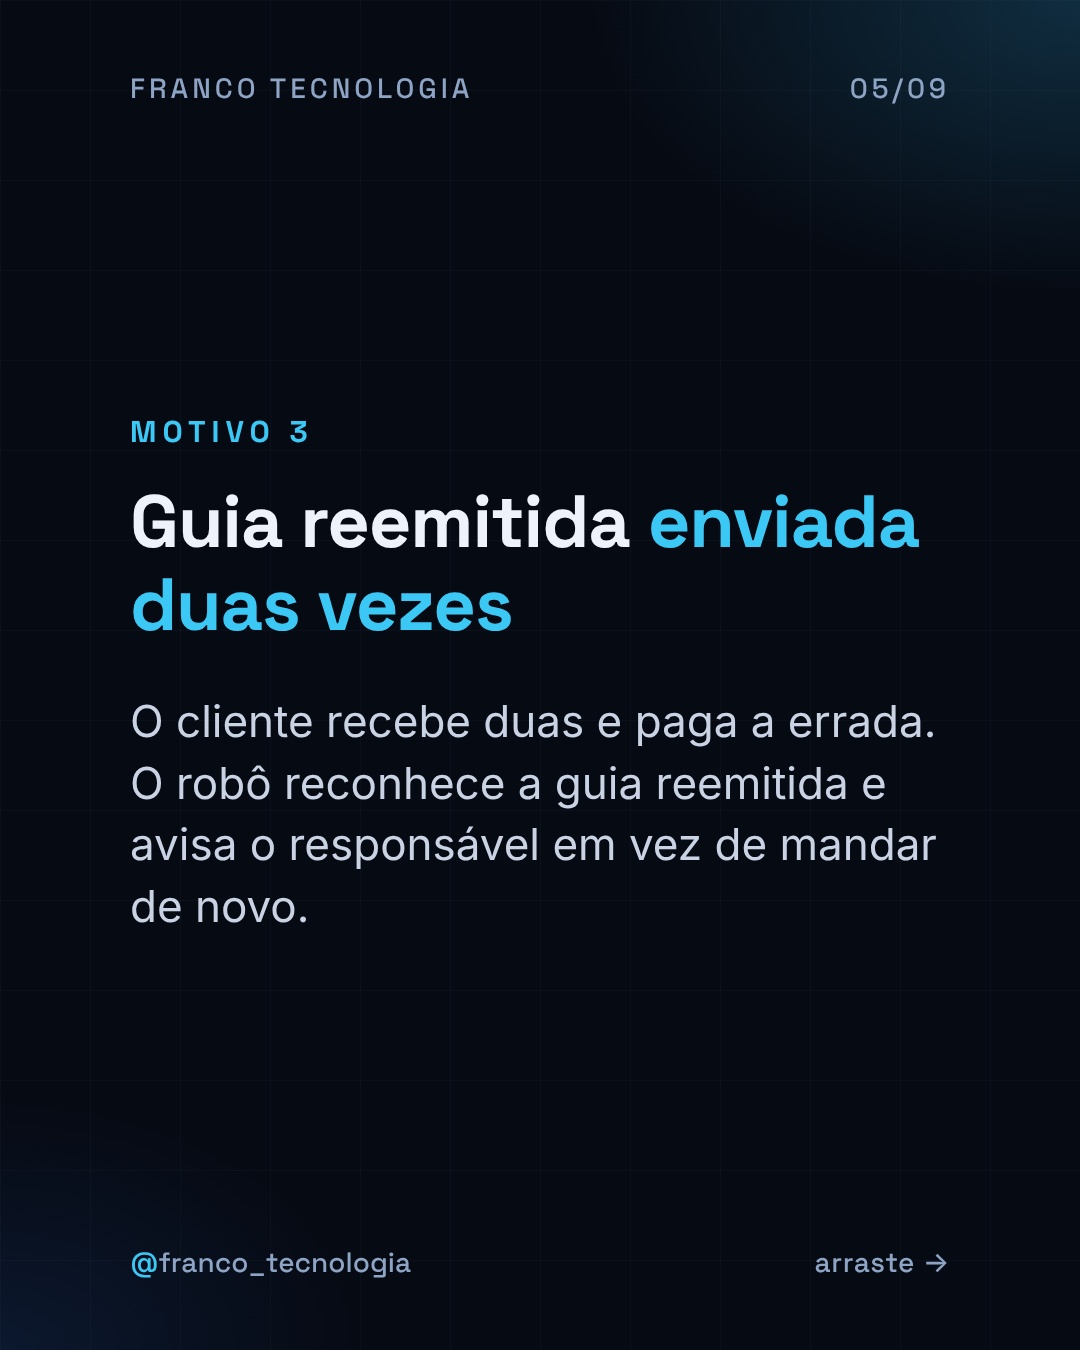 FRANCO TECNOLOGIA
05/09
MOTIVO 3
Guia reemitida enviada
duas vezes
O cliente recebe duas e paga a errada.
O robô reconhece a guia reemitida e
avisa o responsável em vez de mandar
de novo.
@franco_tecnologia
arraste →